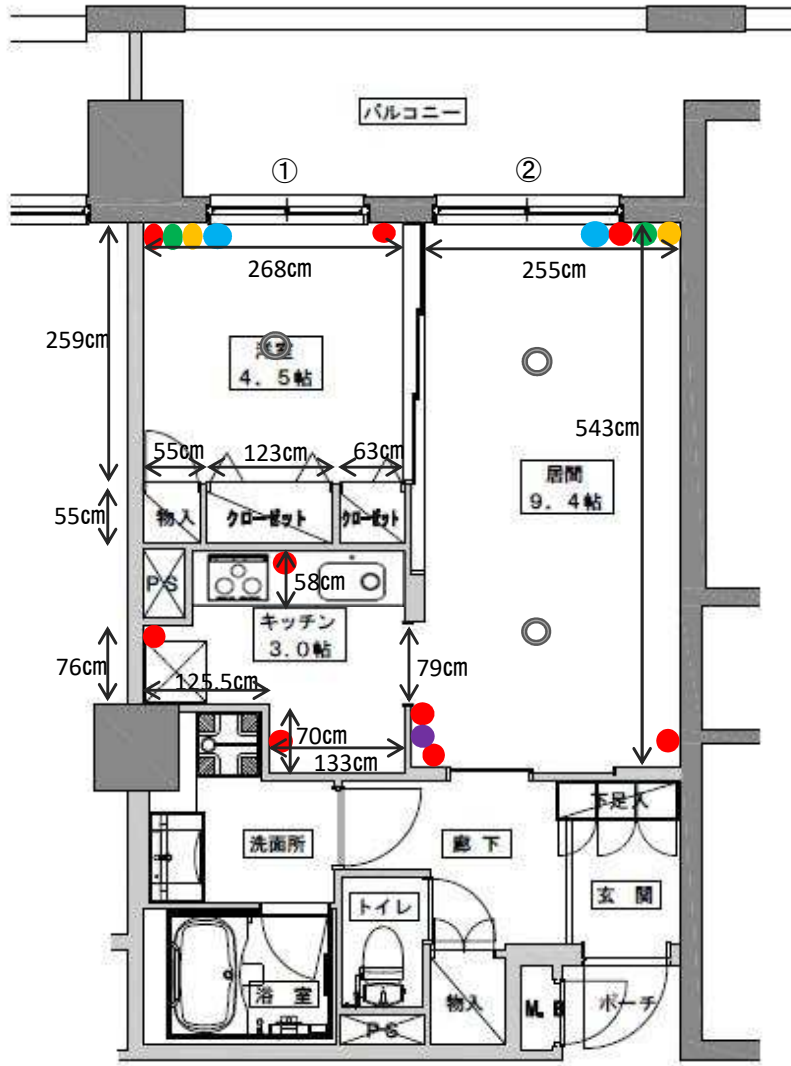 バルコニー
①
②
268cm
255cm
259cm
洋室
4.5帖
543cm
55cm
123cm
63cm
居間
9.4帖
55cm
物入
クローゼット
クローゼット
PS
58cm
キッチン
3.0帖
76cm
79cm
125.5cm
70cm
133cm
下足入
洗面所
廊下
玄関
トイレ
浴室
物入
M.B
ポーチ
PS